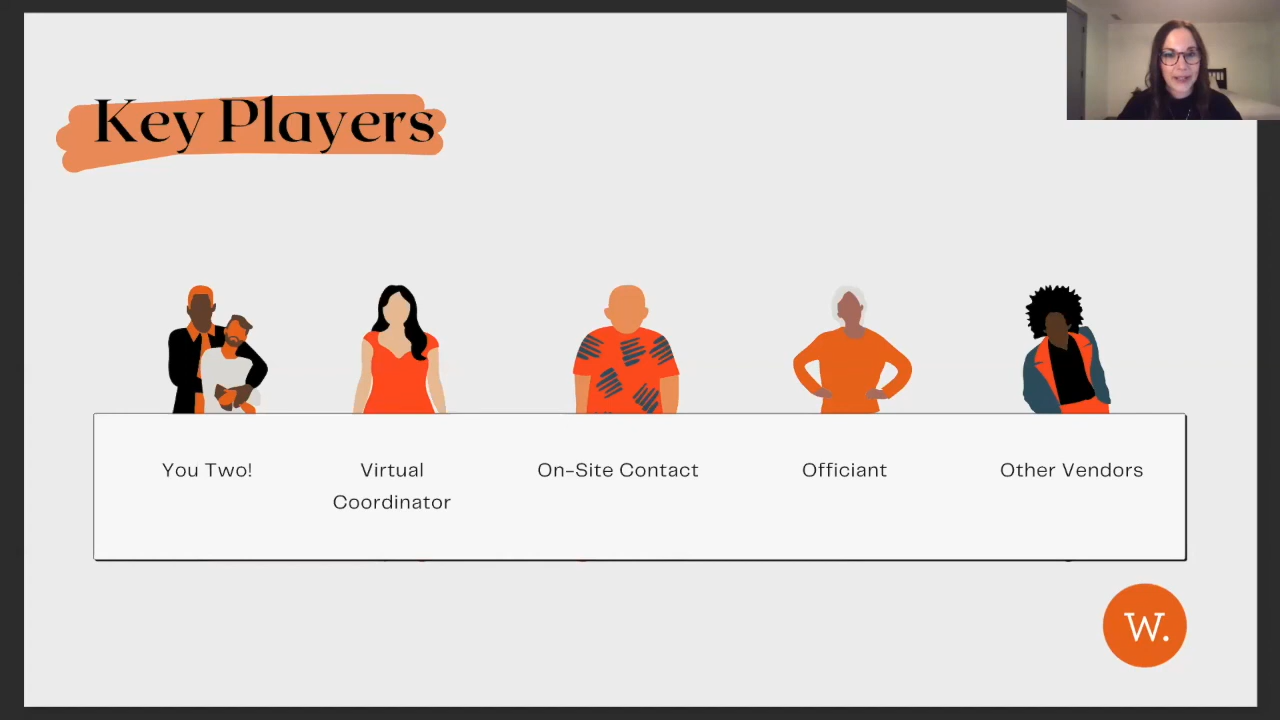 Key Players
You Two!
Virtual
Coordinator
On-Site Contact
Officiant
Other Vendors
W.